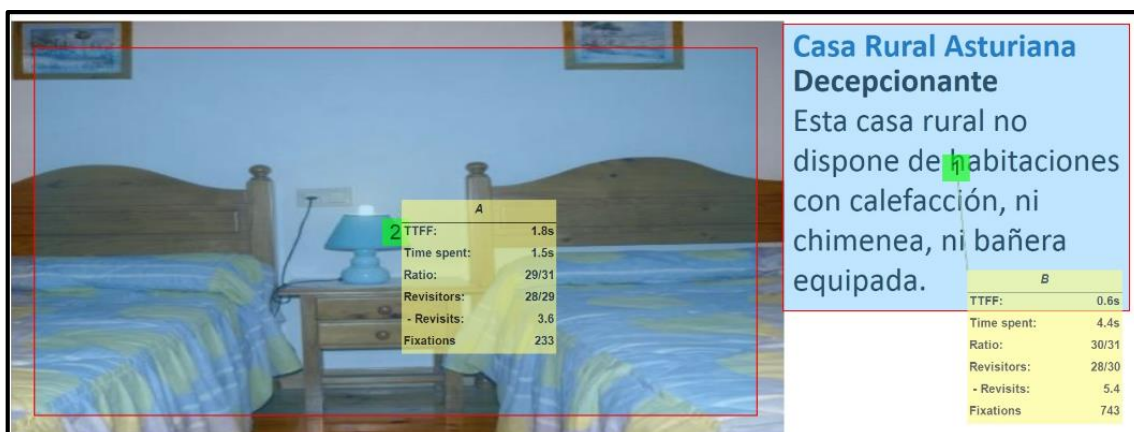 Casa Rural Asturiana
Decepcionante
Esta casa rural no
dispone de habitaciones
con calefacción, ni
chimenea, ni bañera
equipada.
1
2
A
TTFF: 1.8s
Time spent: 1.5s
Ratio: 29/31
Revisitors: 28/29
- Revisits: 3.6
Fixations 233
B
TTFF: 0.6s
Time spent: 4.4s
Ratio: 30/31
Revisitors: 28/30
- Revisits: 5.4
Fixations 743